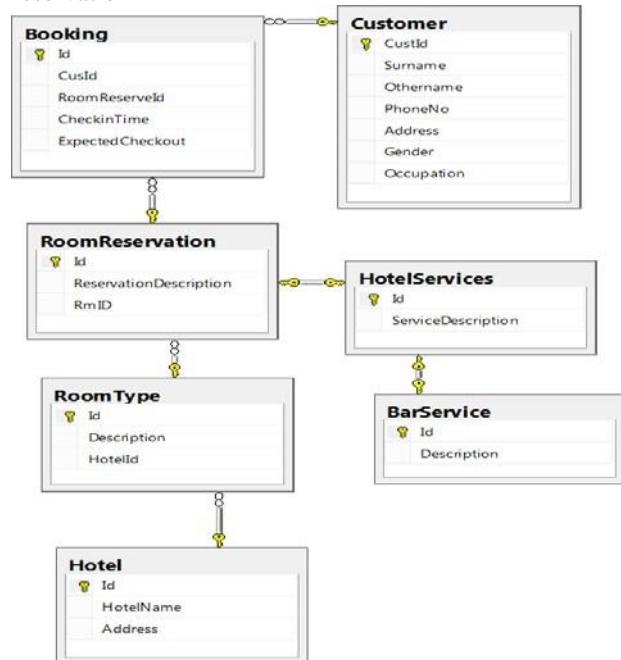 Booking
Id
CusId
RoomReserveId
CheckinTime
ExpectedCheckout
Customer
CustId
Surname
Othername
PhoneNo
Address
Gender
Occupation
RoomReservation
Id
ReservationDescription
RmID
HotelServices
Id
ServiceDescription
RoomType
Id
Description
HotelId
BarService
Id
Description
Hotel
Id
HotelName
Address